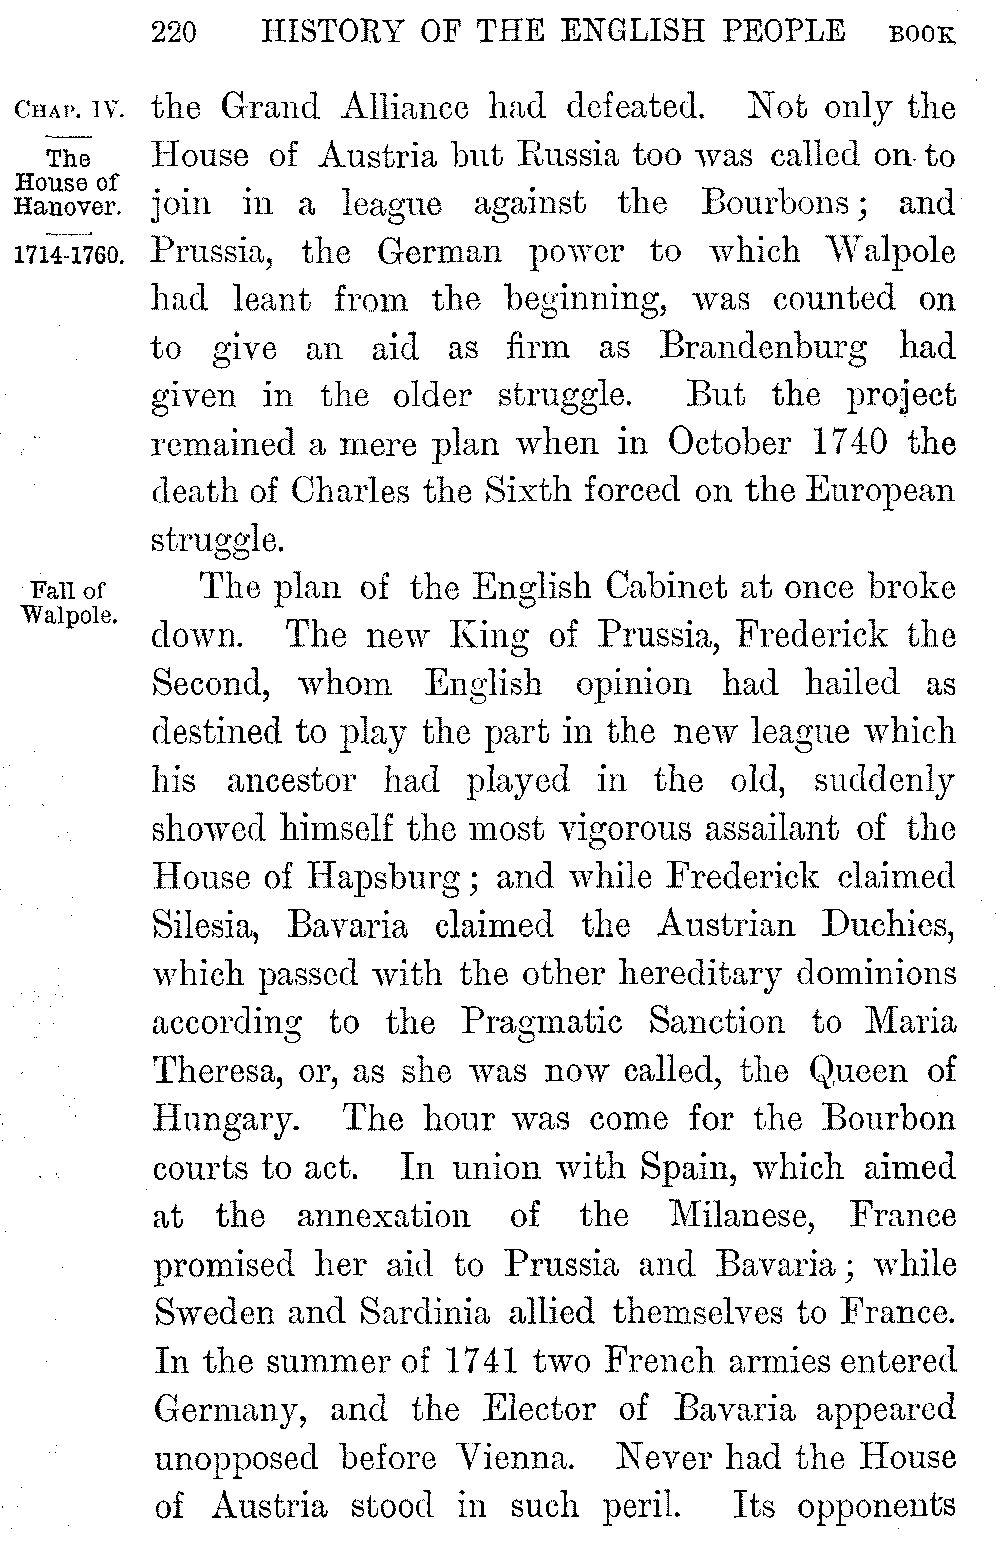 220 HISTORY OF THE ENGLISH PEOPLE BOOK
CHAP. IV.
The
House of
Hanover.
1714-1760.
the Grand Alliance had defeated. Not only the
House of Austria but Russia too was called on to
join in a league against the Bourbons; and
Prussia, the German power to which Walpole
had leant from the beginning, was counted on
to give an aid as firm as Brandenburg had
given in the older struggle. But the project
remained a mere plan when in October 1740 the
death of Charles the Sixth forced on the European
struggle.
Fall of
Walpole.
The plan of the English Cabinet at once broke
down. The new King of Prussia, Frederick the
Second, whom English opinion had hailed as
destined to play the part in the new league which
his ancestor had played in the old, suddenly
showed himself the most vigorous assailant of the
House of Hapsburg; and while Frederick claimed
Silesia, Bavaria claimed the Austrian Duchies,
which passed with the other hereditary dominions
according to the Pragmatic Sanction to Maria
Theresa, or, as she was now called, the Queen of
Hungary. The hour was come for the Bourbon
courts to act. In union with Spain, which aimed
at the annexation of the Milanese, France
promised her aid to Prussia and Bavaria; while
Sweden and Sardinia allied themselves to France.
In the summer of 1741 two French armies entered
Germany, and the Elector of Bavaria appeared
unopposed before Vienna. Never had the House
of Austria stood in such peril. Its opponents